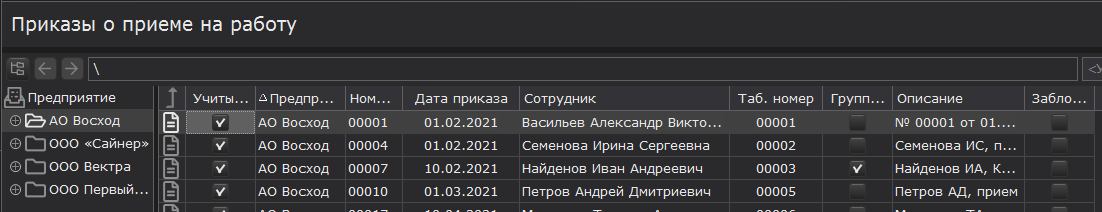 Приказы о приеме на работу
\
Предприятие
АО Восход
ООО «Сайнер»
ООО Вектра
ООО Первый...
Учиты... Предпр... Ном... Дата приказа Сотрудник Таб. номер Групп... Описание Забло...
АО Восход 00001 01.02.2021 Васильев Александр Викто... 00001 № 00001 от 01....
АО Восход 00004 01.02.2021 Семенова Ирина Сергеевна 00002 Семенова ИС, п...
АО Восход 00007 10.02.2021 Найденов Иван Андреевич 00003 Найденов ИА, К...
АО Восход 00010 01.03.2021 Петров Андрей Дмитриевич 00005 Петров АД, прием